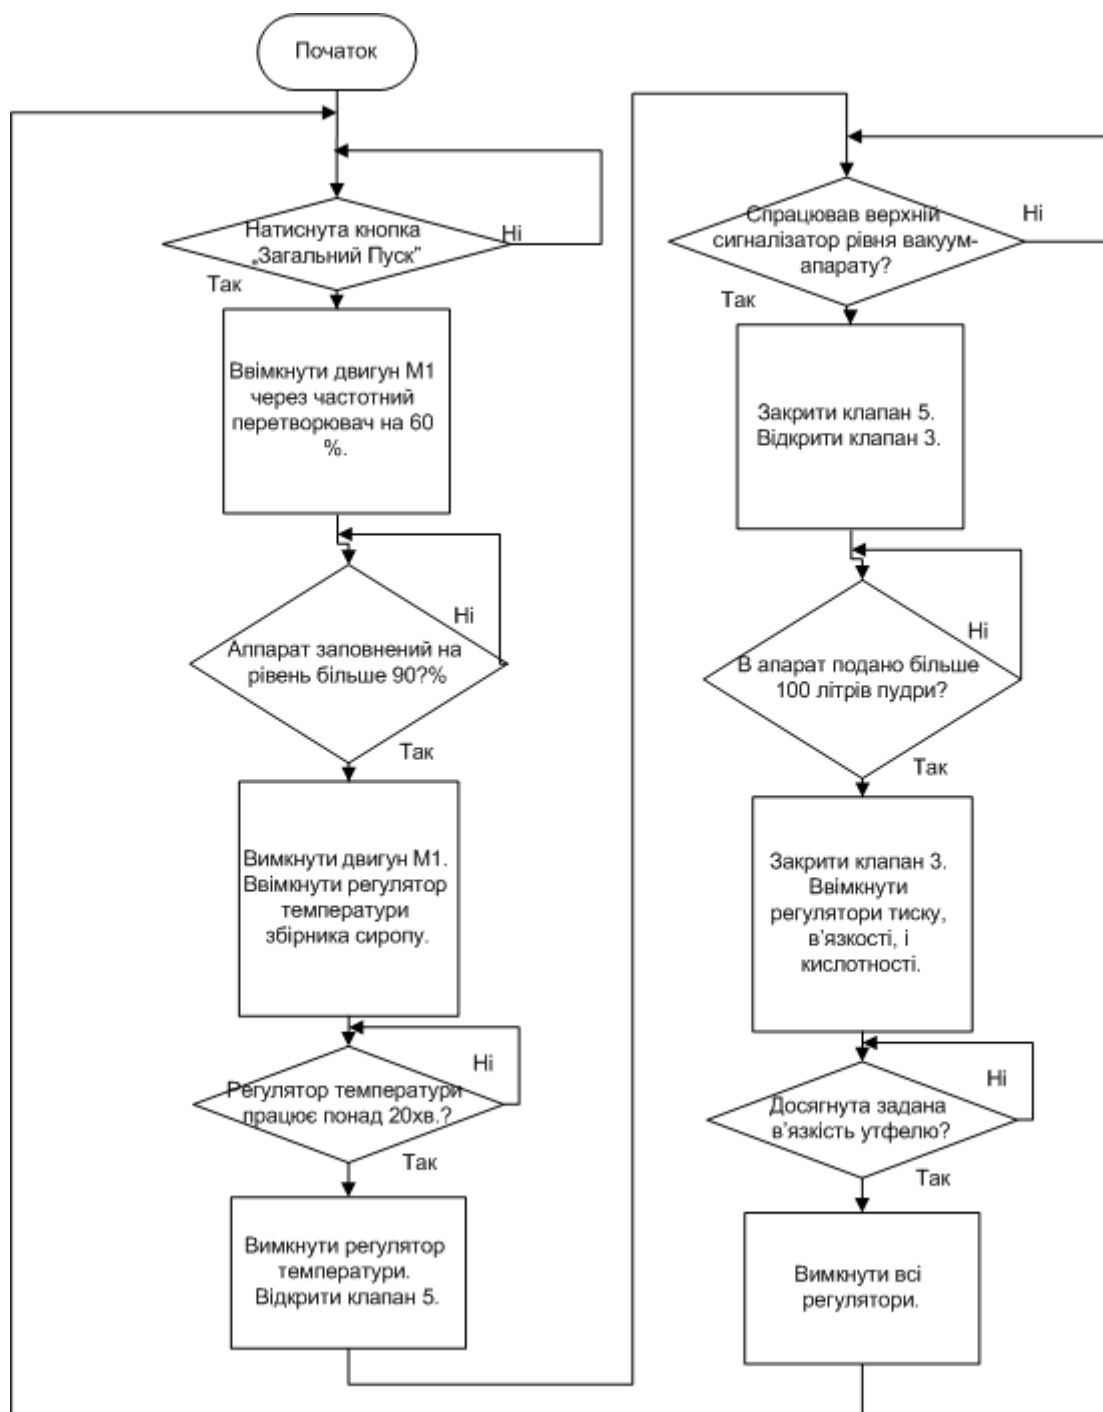 Початок
Натиснута кнопка
„Загальний Пуск”
Ні
Так
Ввімкнути двигун М1
через частотний
перетворювач на 60
%.
Ні
Аппарат заповнений на
рівень більше 90?%
Так
Вимкнути двигун М1.
Ввімкнути регулятор
температури
збірника сиропу.
Ні
Регулятор температури
працює понад 20хв.?
Так
Вимкнути регулятор
температури.
Відкрити клапан 5.
Спрацював верхній
сигналізатор рівня вакуум-
апарату?
Ні
Так
Закрити клапан 5.
Відкрити клапан 3.
Ні
В апарат подано більше
100 літрів пудри?
Так
Закрити клапан 3.
Ввімкнути
регулятори тиску,
в’язкості, і
кислотності.
Ні
Досягнута задана
в’язкість утфелю?
Так
Вимкнути всі
регулятори.